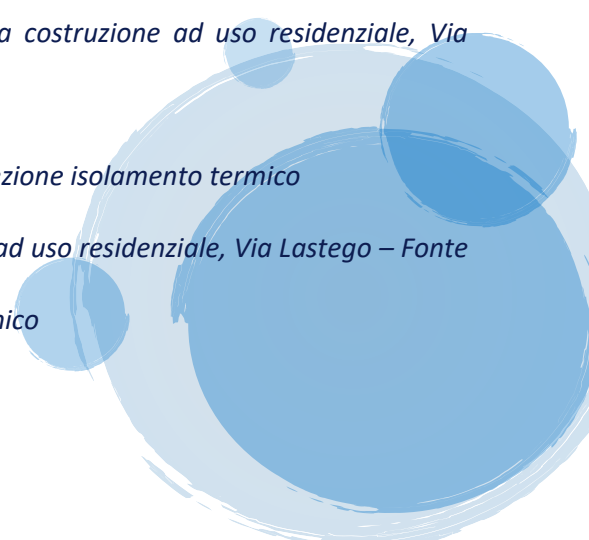 a costruzione ad uso residenziale, Via
zione isolamento termico
ad uso residenziale, Via Lastego – Fonte
nico